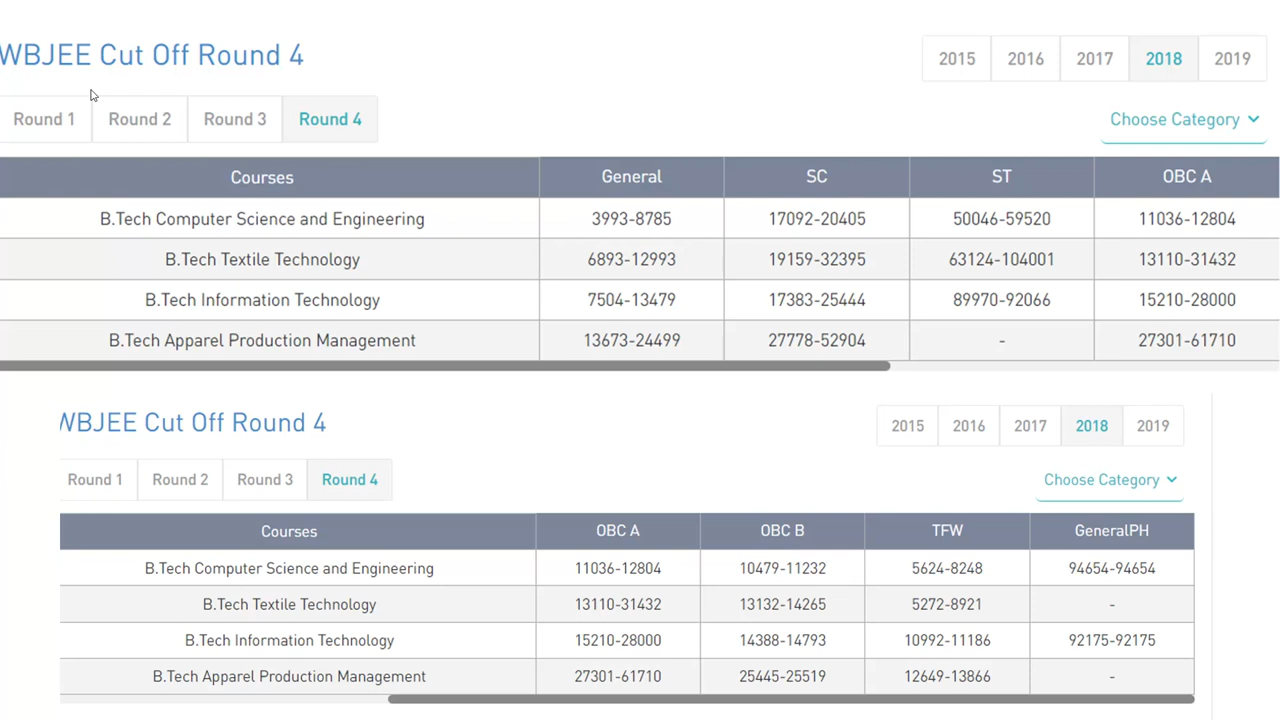 WBJEE Cut Off Round 4
2015 2016 2017 2018 2019
Round 1 Round 2 Round 3 Round 4
Choose Category
Courses General SC ST OBC A
B.Tech Computer Science and Engineering 3993-8785 17092-20405 50046-59520 11036-12804
B.Tech Textile Technology 6893-12993 19159-32395 63124-104001 13110-31432
B.Tech Information Technology 7504-13479 17383-25444 89970-92066 15210-28000
B.Tech Apparel Production Management 13673-24499 27778-52904 - 27301-61710
WBJEE Cut Off Round 4
2015 2016 2017 2018 2019
Round 1 Round 2 Round 3 Round 4
Choose Category
Courses OBC A OBC B TFW GeneralPH
B.Tech Computer Science and Engineering 11036-12804 10479-11232 5624-8248 94654-94654
B.Tech Textile Technology 13110-31432 13132-14265 5272-8921 -
B.Tech Information Technology 15210-28000 14388-14793 10992-11186 92175-92175
B.Tech Apparel Production Management 27301-61710 25445-25519 12649-13866 -